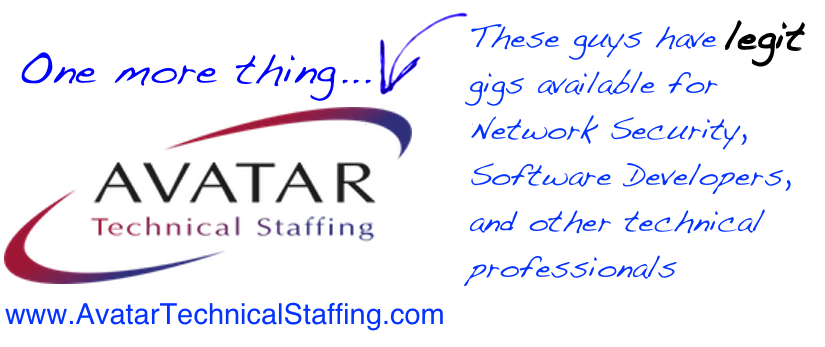 One more thing...
AVATAR
Technical Staffing
www.AvatarTechnicalStaffing.com
These guys have legit
gigs available for
Network Security,
Software Developers,
and other technical
professionals